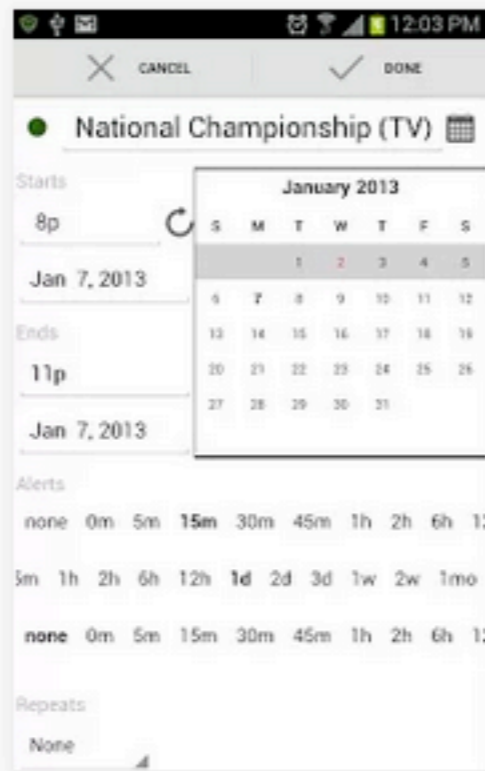 12:03 PM
CANCEL DONE
National Championship (TV)
Starts
8p
Jan 7, 2013
Ends
11p
Jan 7, 2013
January 2013
S M T W T F S
1 2 3 4 5
6 7 8 9 10 11 12
13 14 15 16 17 18 19
20 21 22 23 24 25 26
27 28 29 30 31
Alerts
none 0m 5m 15m 30m 45m 1h 2h 6h 12
5m 1h 2h 6h 12h 1d 2d 3d 1w 2w 1mo
none 0m 5m 15m 30m 45m 1h 2h 6h 12
Repeats
None